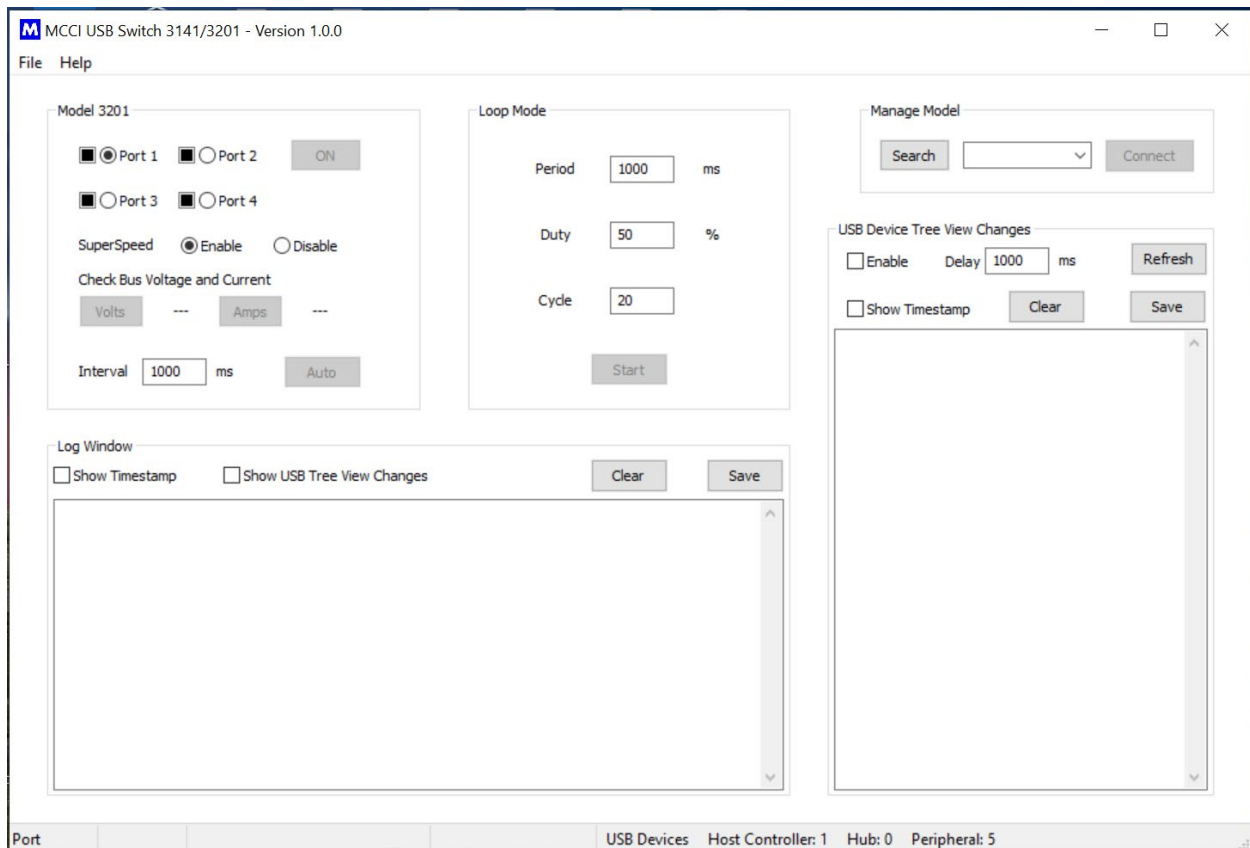 M MCCI USB Switch 3141/3201 - Version 1.0.0
File Help
Model 3201
Port 1 Port 2 ON
Port 3 Port 4
SuperSpeed Enable Disable
Check Bus Voltage and Current
Volts --- Amps ---
Interval 1000 ms Auto
Loop Mode
Period 1000 ms
Duty 50 %
Cycle 20
Start
Manage Model
Search Connect
USB Device Tree View Changes
Enable Delay 1000 ms Refresh
Show Timestamp Clear Save
Log Window
Show Timestamp Show USB Tree View Changes Clear Save
Port USB Devices Host Controller: 1 Hub: 0 Peripheral: 5